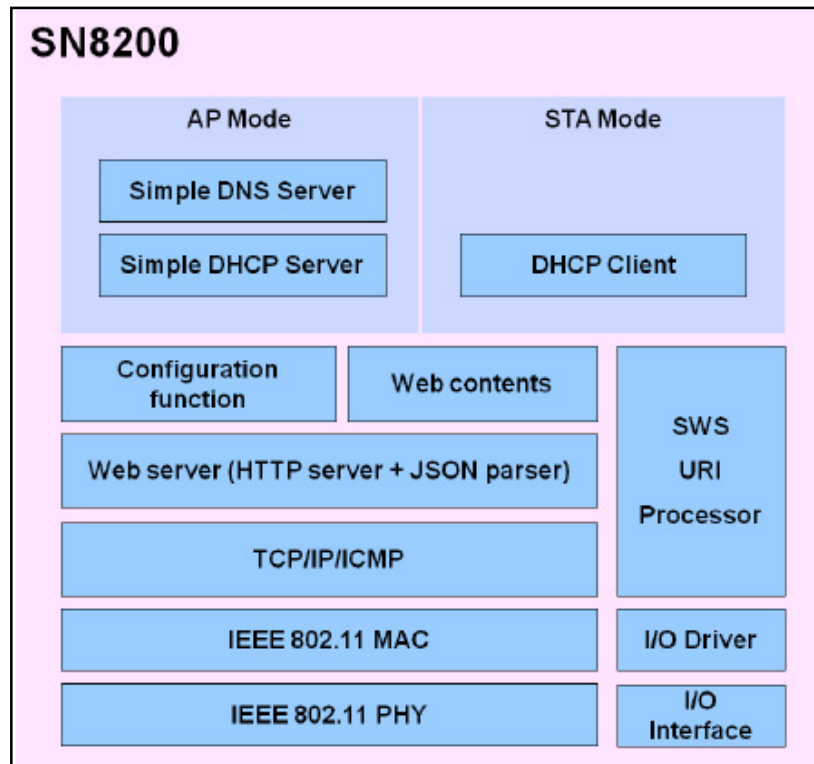 SN8200
AP Mode
STA Mode
Simple DNS Server
Simple DHCP Server
DHCP Client
Configuration
function
Web contents
SWS
URI
Processor
Web server (HTTP server + JSON parser)
TCP/IP/ICMP
IEEE 802.11 MAC
I/O Driver
IEEE 802.11 PHY
I/O
Interface